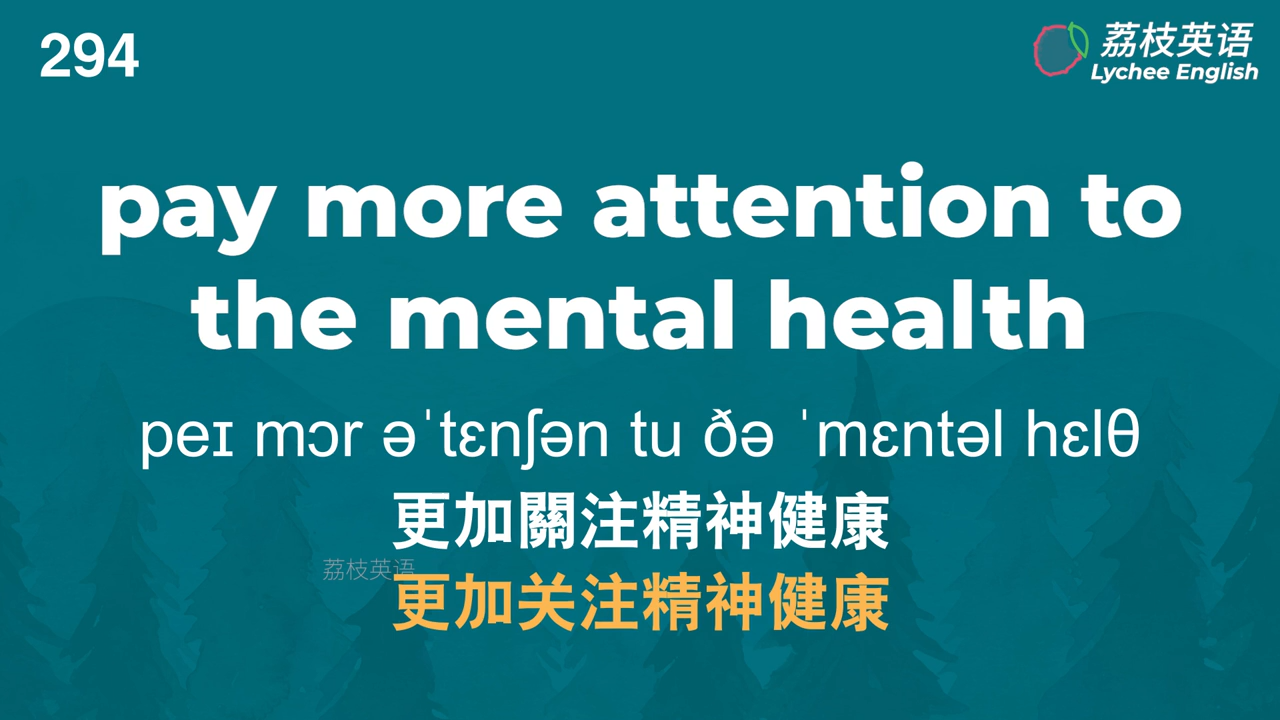 294
荔枝英语
Lychee English
pay more attention to
the mental health
peɪ mɔr əˈtɛnʃən tu ðə ˈmɛntəl hɛlθ
更加關注精神健康
荔枝英语
更加关注精神健康